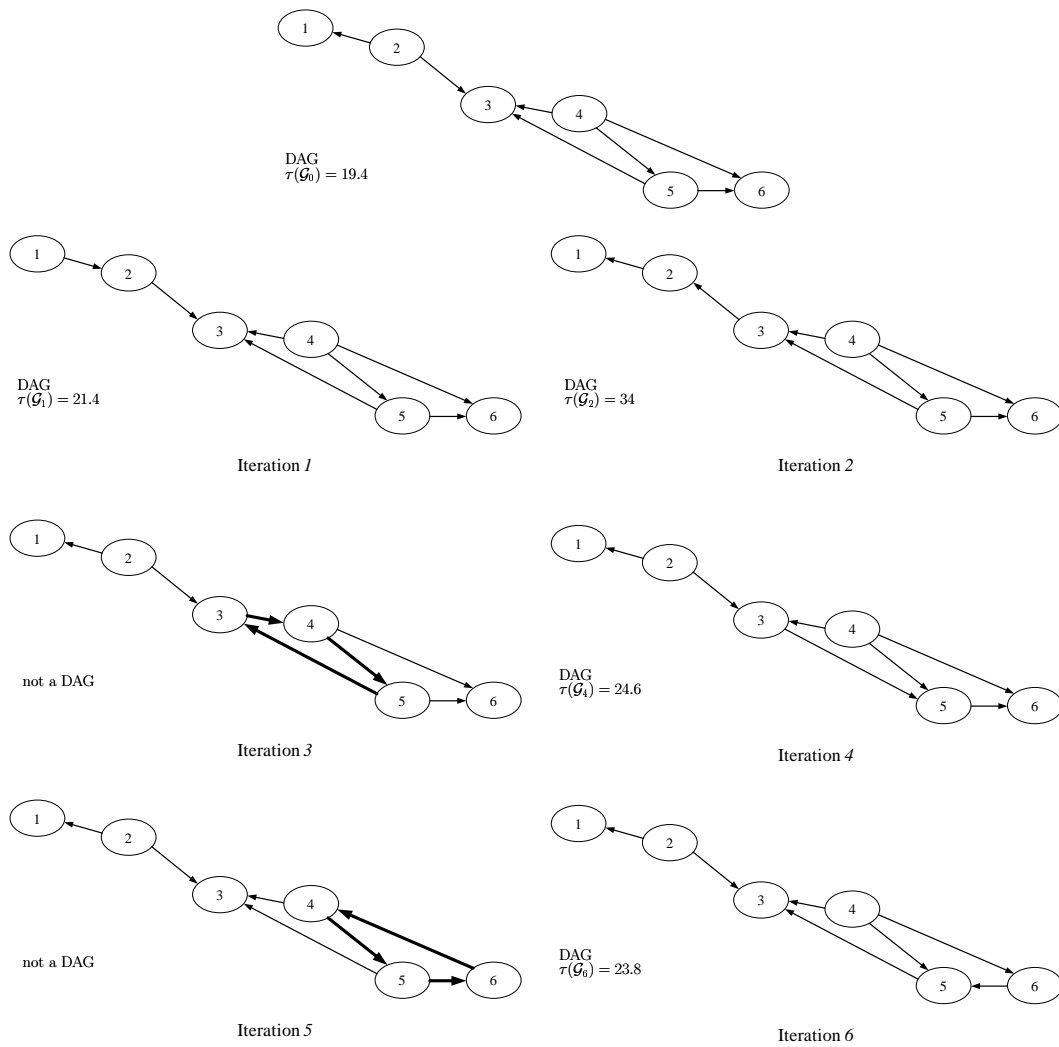 1
2
3
4
5
6
DAG
τ(𝒢₀) = 19.4
1
2
3
4
5
6
DAG
τ(𝒢₁) = 21.4
Iteration 1
1
2
3
4
5
6
DAG
τ(𝒢₂) = 34
Iteration 2
1
2
3
4
5
6
not a DAG
Iteration 3
1
2
3
4
5
6
DAG
τ(𝒢₄) = 24.6
Iteration 4
1
2
3
4
5
6
not a DAG
Iteration 5
1
2
3
4
5
6
DAG
τ(𝒢₆) = 23.8
Iteration 6